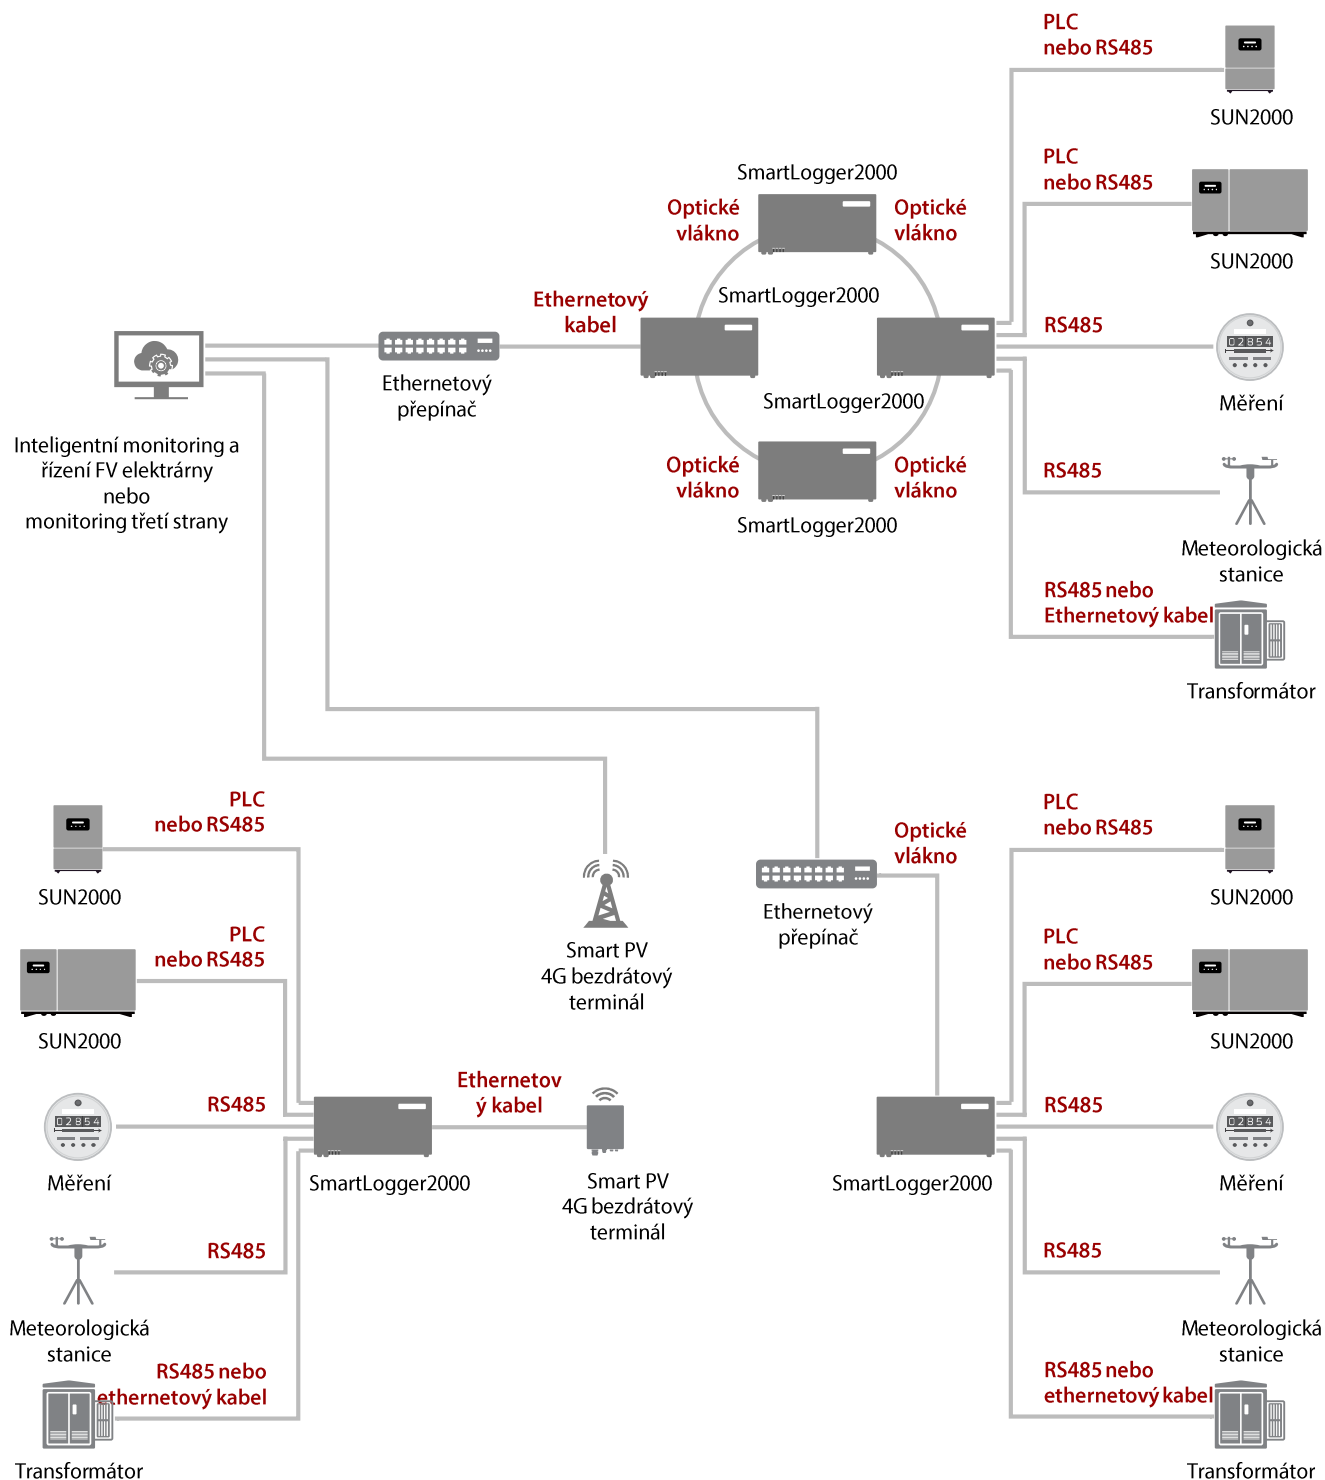 PLC
nebo RS485
SUN2000
PLC
nebo RS485
SUN2000
SmartLogger2000
Optické
vlákno
Optické
vlákno
SmartLogger2000
Ethernetový
kabel
RS485
02854
Měření
Ethernetový
přepínač
SmartLogger2000
Inteligentní monitoring a
řízení FV elektrárny
nebo
monitoring třetí strany
Optické
vlákno
Optické
vlákno
SmartLogger2000
RS485
Meteorologická
stanice
RS485 nebo
Ethernetový kabel
Transformátor
PLC
nebo RS485
SUN2000
PLC
nebo RS485
SUN2000
RS485
02854
Měření
RS485
Meteorologická
stanice
RS485 nebo
ethernetový kabel
Transformátor
SmartLogger2000
Ethernetov
ý kabel
Smart PV
4G bezdrátový
terminál
Smart PV
4G bezdrátový
terminál
Optické
vlákno
Ethernetový
přepínač
SmartLogger2000
PLC
nebo RS485
SUN2000
PLC
nebo RS485
SUN2000
RS485
02854
Měření
RS485
Meteorologická
stanice
RS485 nebo
ethernetový kabel
Transformátor